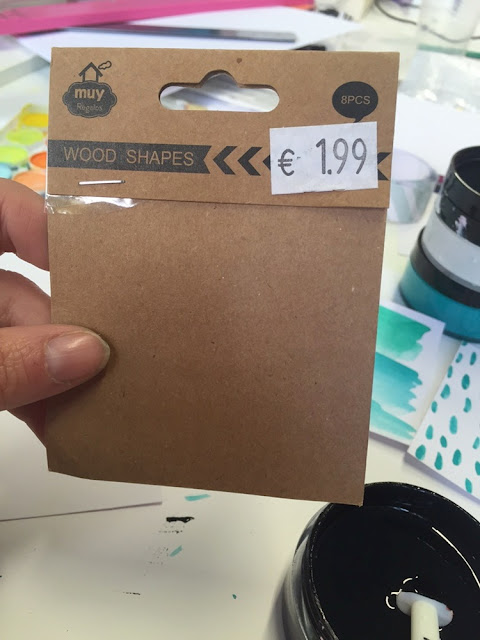 muy
Regalos
8PCS
WOOD SHAPES
€ 1.99